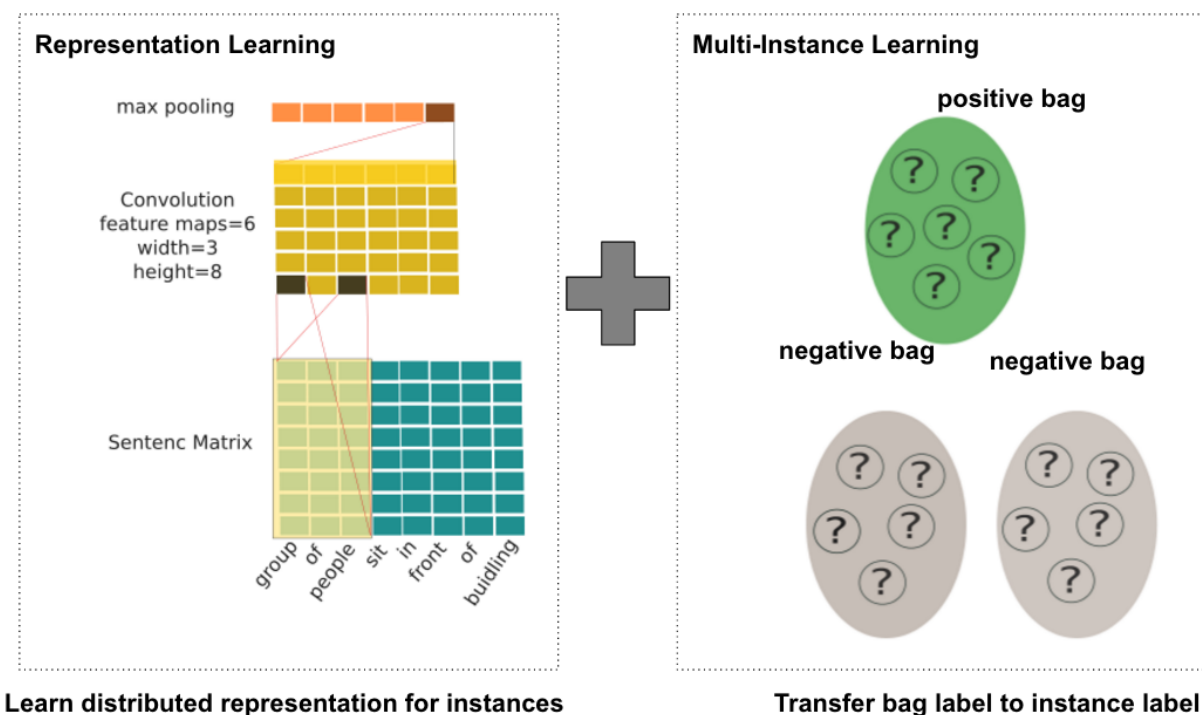 Representation Learning
max pooling
Convolution
feature maps=6
width=3
height=8
Sentenc Matrix
group
of
people
sit
in
front
of
buidling
Learn distributed representation for instances
Multi-Instance Learning
positive bag
?
?
?
?
?
?
negative bag
negative bag
?
?
?
?
?
?
?
?
?
?
Transfer bag label to instance label